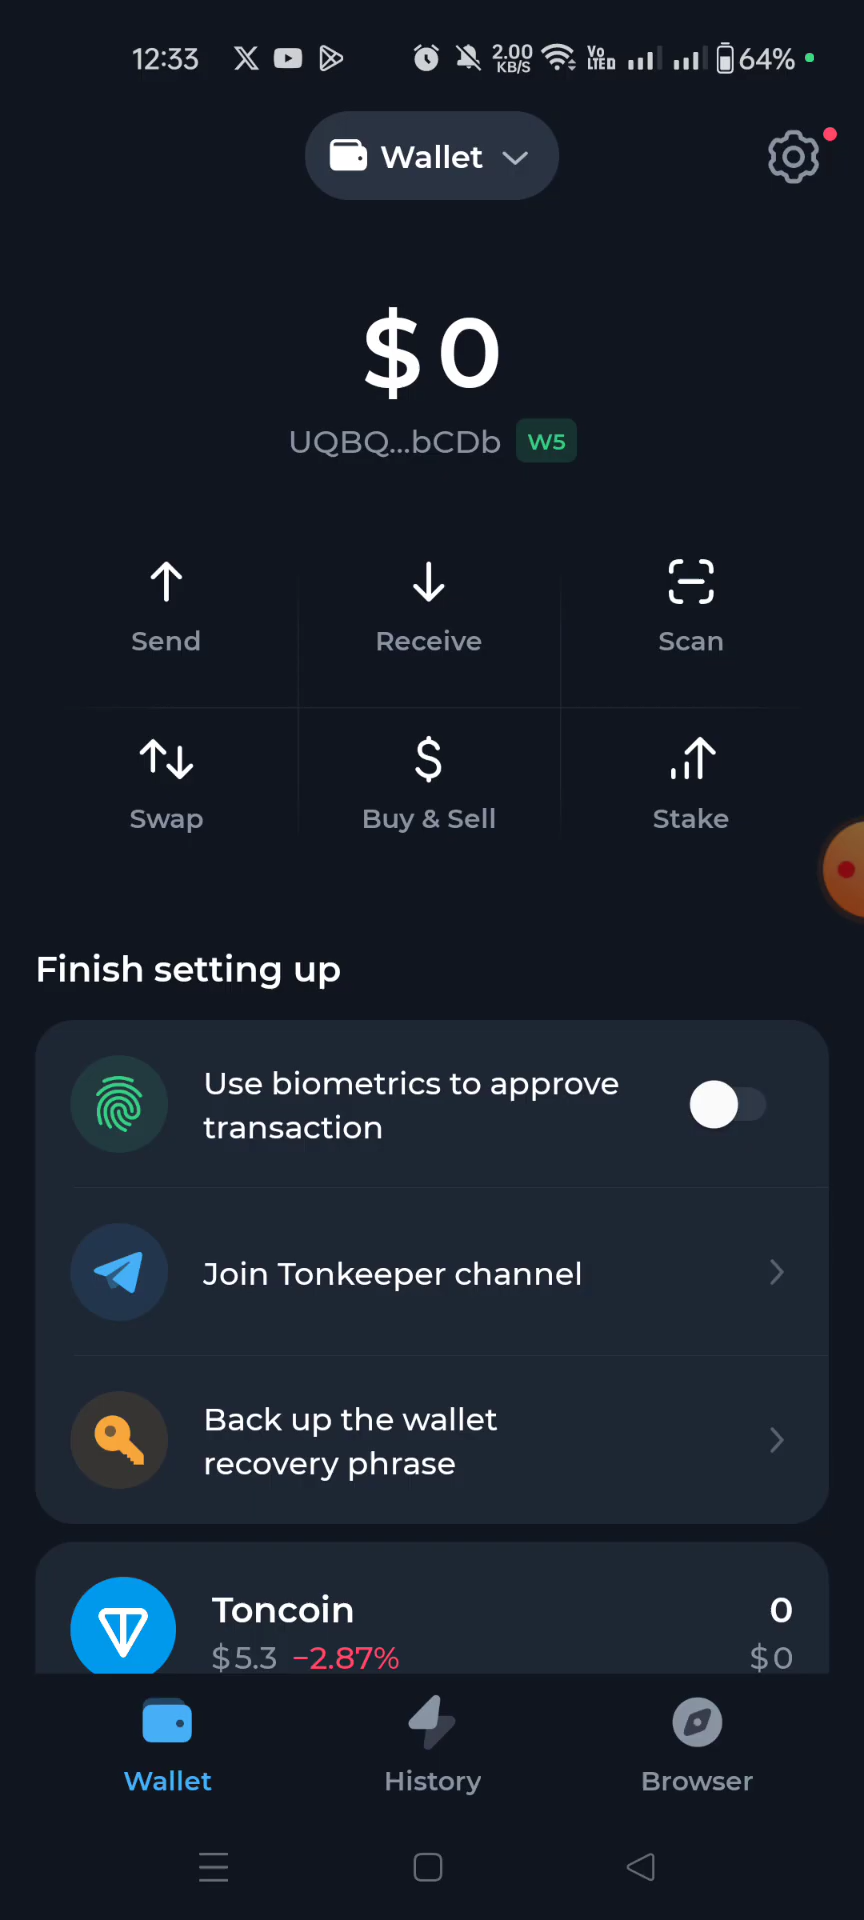 12:33 2.00 KB/S Vo LTED 64%
Wallet
$0
UQBQ...bCDb W5
Send Receive Scan
Swap Buy & Sell Stake
Finish setting up
Use biometrics to approve
transaction
Join Tonkeeper channel
Back up the wallet
recovery phrase
Toncoin 0
$5.3 −2.87% $0
Wallet History Browser